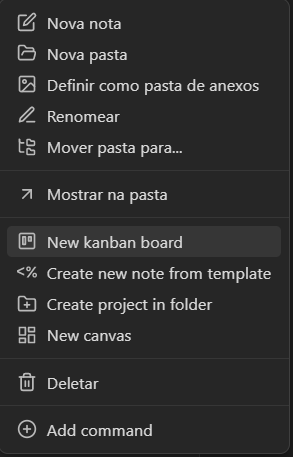 Nova nota
Nova pasta
Definir como pasta de anexos
Renomear
Mover pasta para...
Mostrar na pasta
New kanban board
<% Create new note from template
Create project in folder
New canvas
Deletar
Add command